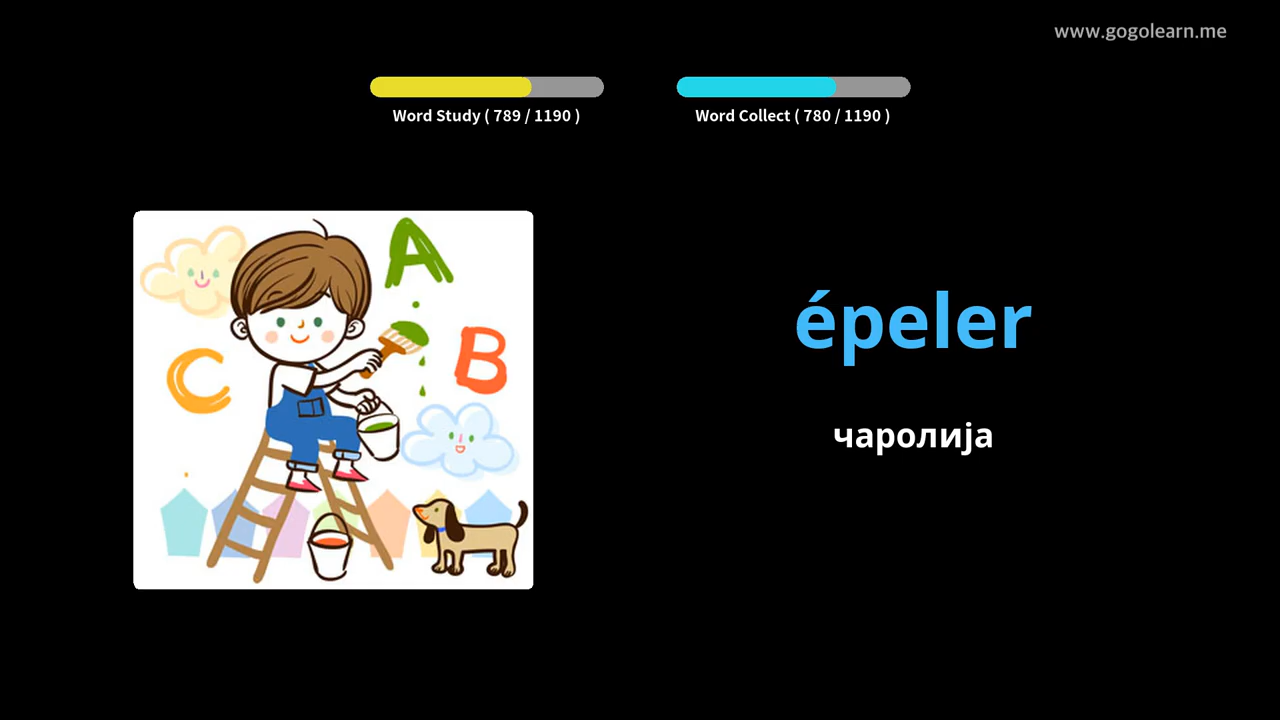 www.gogolearn.me
Word Study ( 789 / 1190 )
Word Collect ( 780 / 1190 )
A
B
C
épeler
чаролија